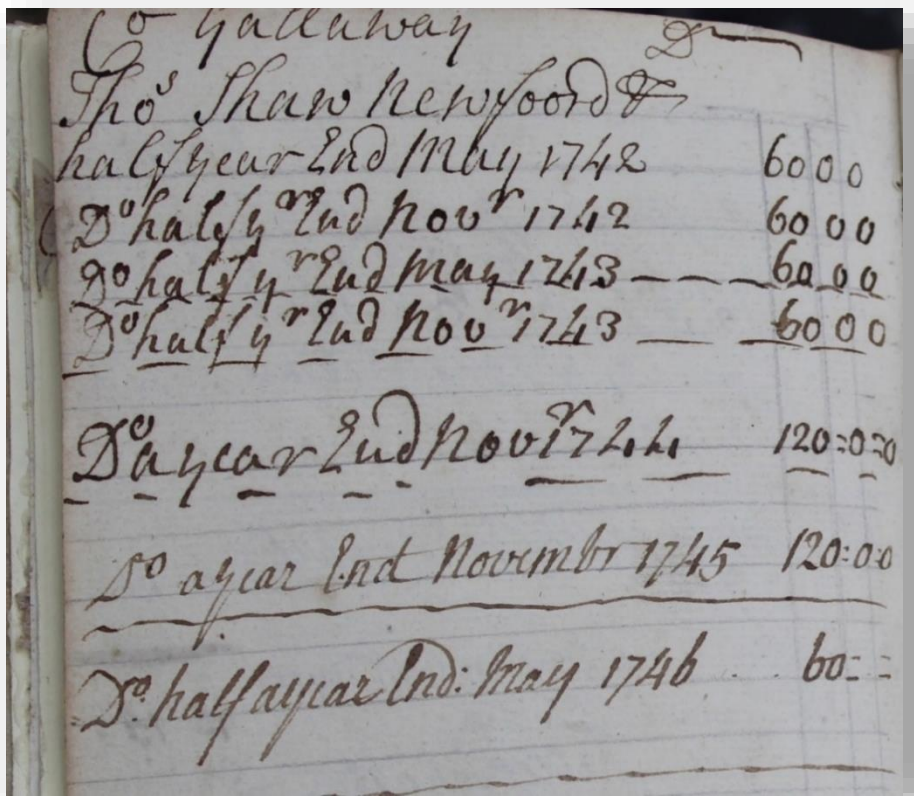 Co Gallaway Dr
Thos Shaw Newfoord Dr
half year End May 1742 60 0 0
Do half yr End Novr 1742 60 0 0
Do half yr End May 1743 60 0 0
Do half yr End Novr 1743 60 0 0
Do a year End Novr 1744 120=0=0
Do a year End Novembr 1745 120:0:0
Do. half a year End: May 1746 60= =